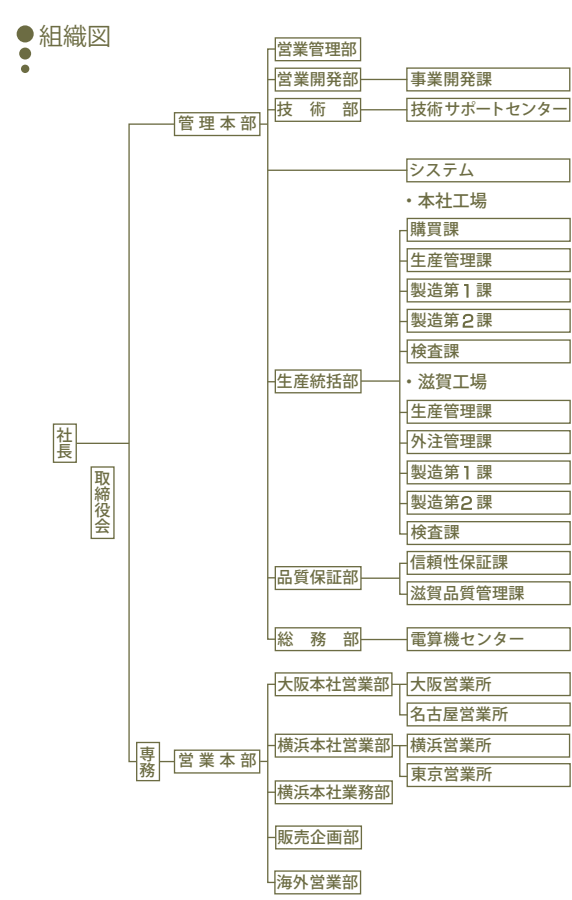 組織図
社長
取締役会
管理本部
営業管理部
営業開発部
事業開発課
技術部
技術サポートセンター
システム
・本社工場
購買課
生産管理課
製造第1課
製造第2課
検査課
生産統括部
・滋賀工場
生産管理課
外注管理課
製造第1課
製造第2課
検査課
品質保証部
信頼性保証課
滋賀品質管理課
総務部
電算機センター
専務
営業本部
大阪本社営業部
大阪営業所
名古屋営業所
横浜本社営業部
横浜営業所
東京営業所
横浜本社業務部
販売企画部
海外営業部